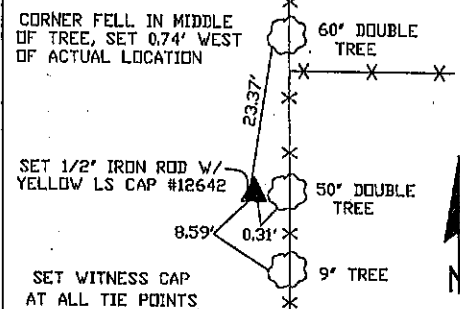 CORNER FELL IN MIDDLE
OF TREE, SET 0.74' WEST
OF ACTUAL LOCATION
60" DOUBLE
TREE
23.37'
SET 1/2" IRON ROD W/
YELLOW LS CAP #12642
50" DOUBLE
TREE
8.59'
0.31'
9" TREE
SET WITNESS CAP
AT ALL TIE POINTS
N